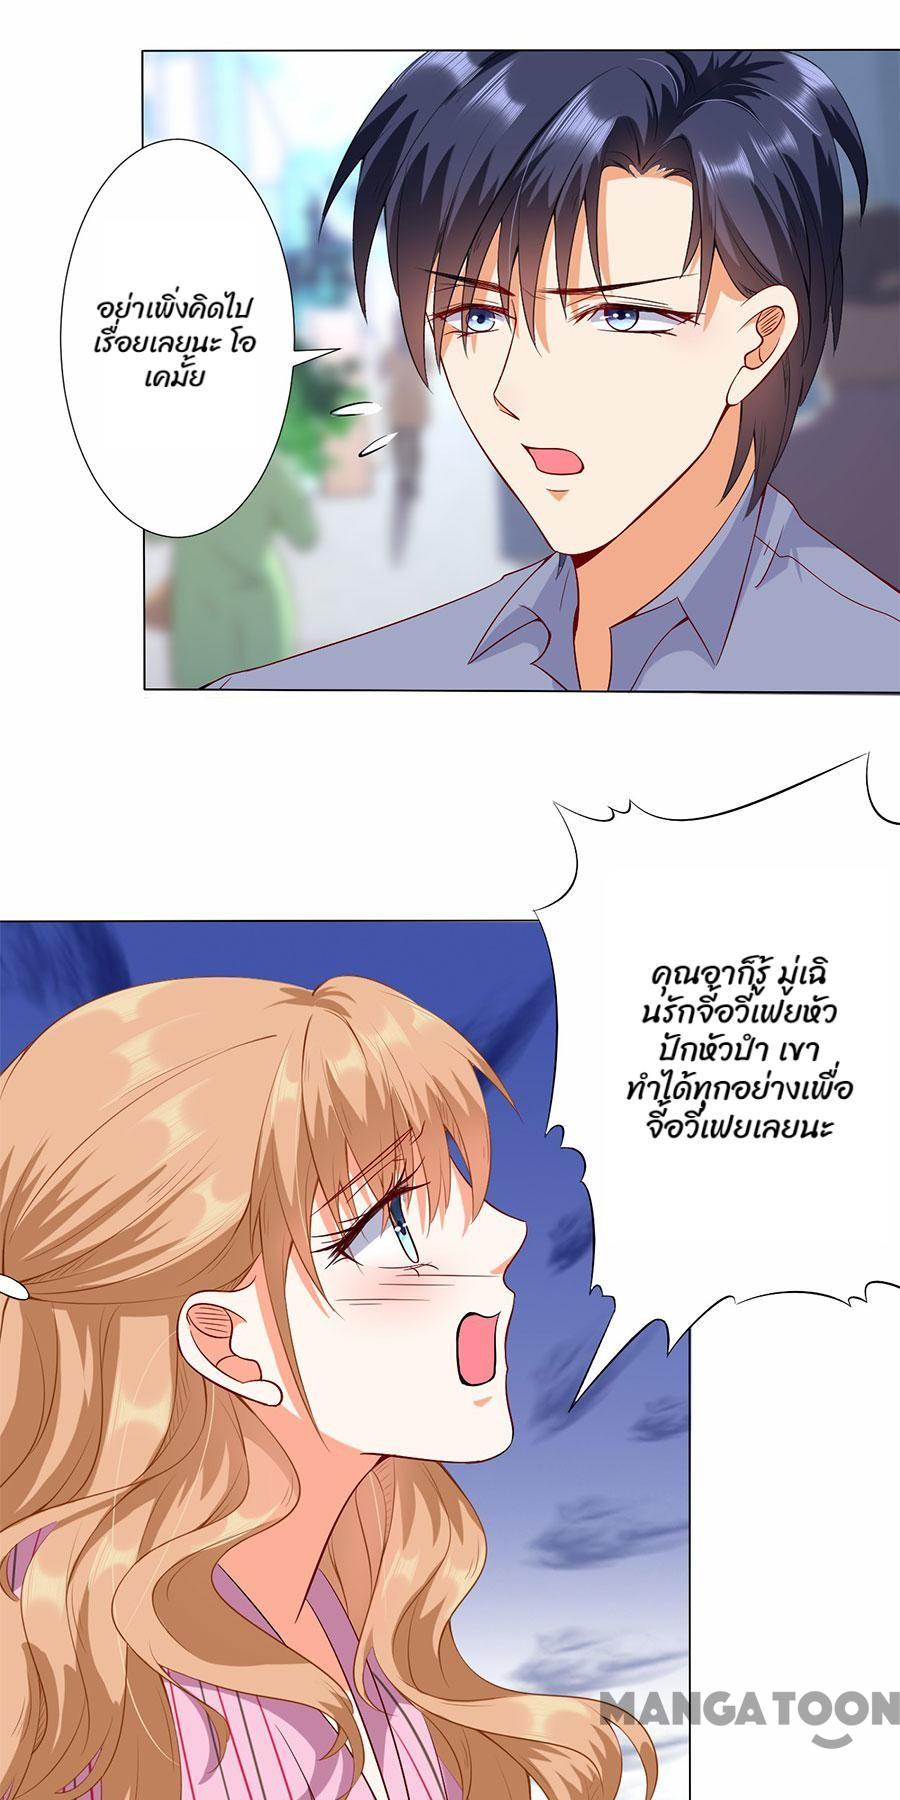 อย่าเพิ่งคิดไป
เรื่อยเลยนะ โอ
เคมั้ย
คุณอาก็รู้ มู่เฉิ
นรักจี้อวี่เฟยหัว
ปักหัวปำ เขา
ทำได้ทุกอย่างเพื่อ
จี้อวี่เฟยเลยนะ
MANGATOON